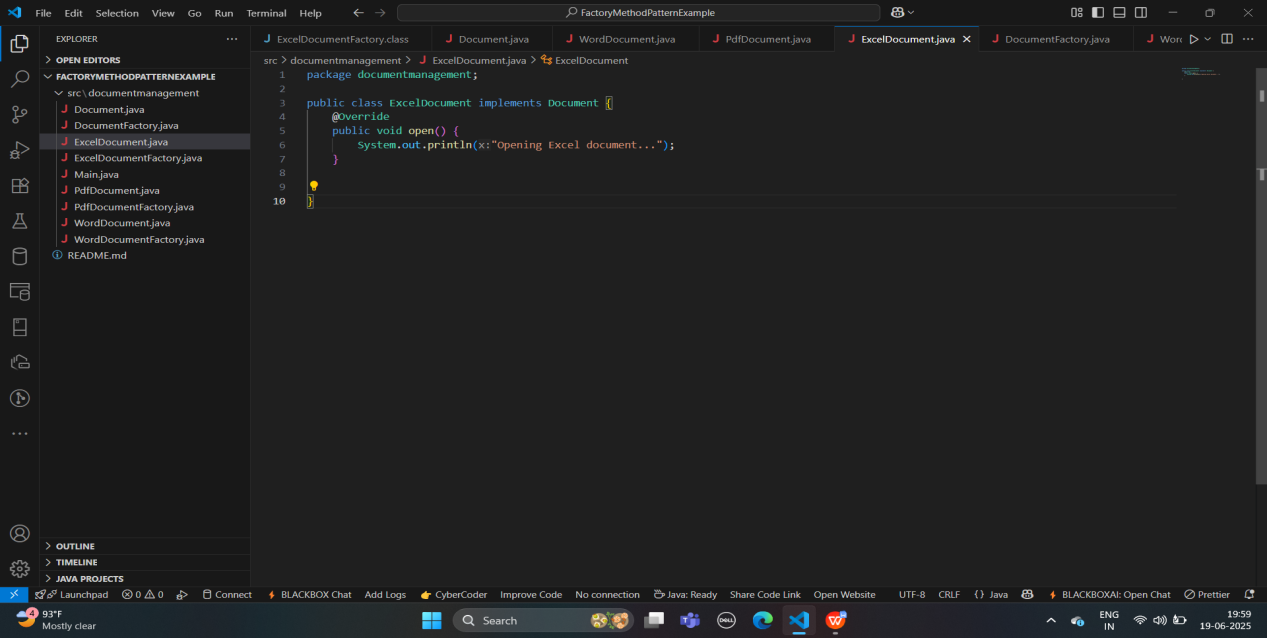 File Edit Selection View Go Run Terminal Help FactoryMethodPatternExample
EXPLORER
OPEN EDITORS
FACTORYMETHODPATTERNEXAMPLE
src\documentmanagement
Document.java
DocumentFactory.java
ExcelDocument.java
ExcelDocumentFactory.java
Main.java
PdfDocument.java
PdfDocumentFactory.java
WordDocument.java
WordDocumentFactory.java
README.md
OUTLINE
TIMELINE
JAVA PROJECTS
ExcelDocumentFactory.class Document.java WordDocument.java PdfDocument.java ExcelDocument.java DocumentFactory.java Word
src > documentmanagement > ExcelDocument.java > ExcelDocument
1 package documentmanagement;
2
3 public class ExcelDocument implements Document {
4 @Override
5 public void open() {
6 System.out.println(x:"Opening Excel document...");
7 }
8
9
10 }
Launchpad 0 0 Connect BLACKBOX Chat Add Logs CyberCoder Improve Code No connection Java: Ready Share Code Link Open Website UTF-8 CRLF {} Java BLACKBOXAI: Open Chat Prettier
4 93°F
Mostly clear
Search
DELL
ENG
IN
19:59
19-06-2025